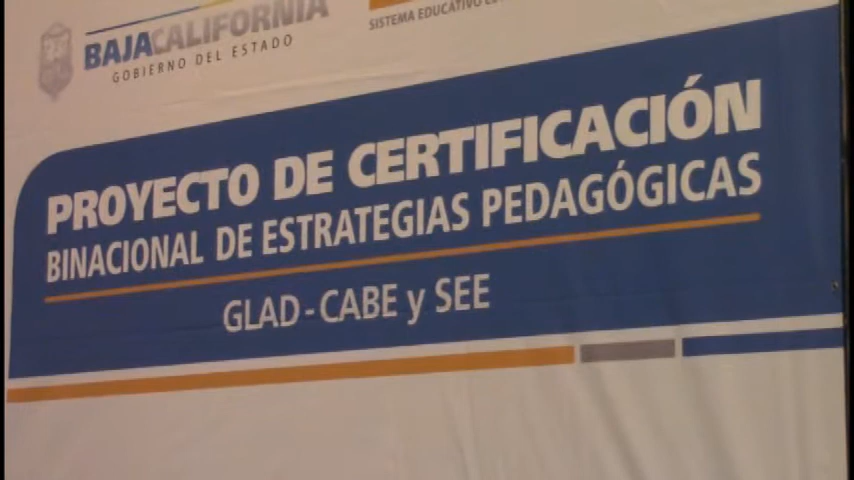 BAJACALIFORNIA
GOBIERNO DEL ESTADO
SISTEMA EDUCATIVO
PROYECTO DE CERTIFICACIÓN
BINACIONAL DE ESTRATEGIAS PEDAGÓGICAS
GLAD - CABE y SEE